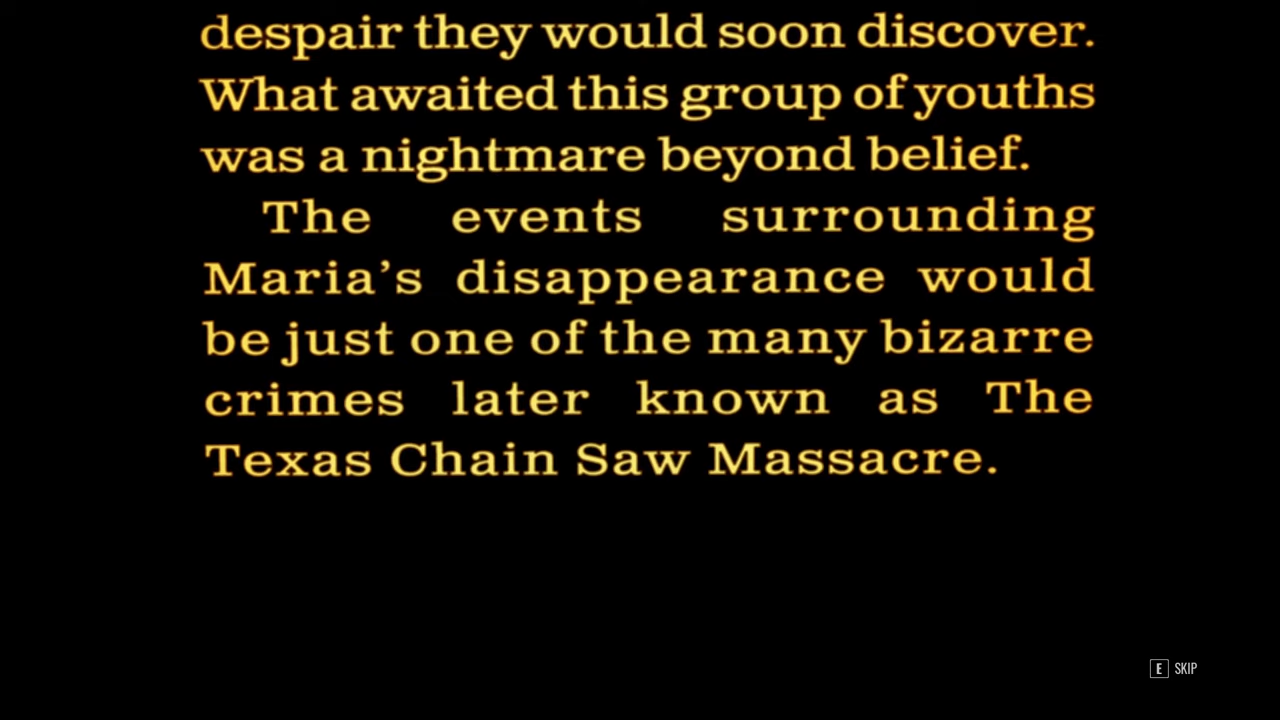 despair they would soon discover.
What awaited this group of youths
was a nightmare beyond belief.
The events surrounding
Maria’s disappearance would
be just one of the many bizarre
crimes later known as The
Texas Chain Saw Massacre.
E SKIP